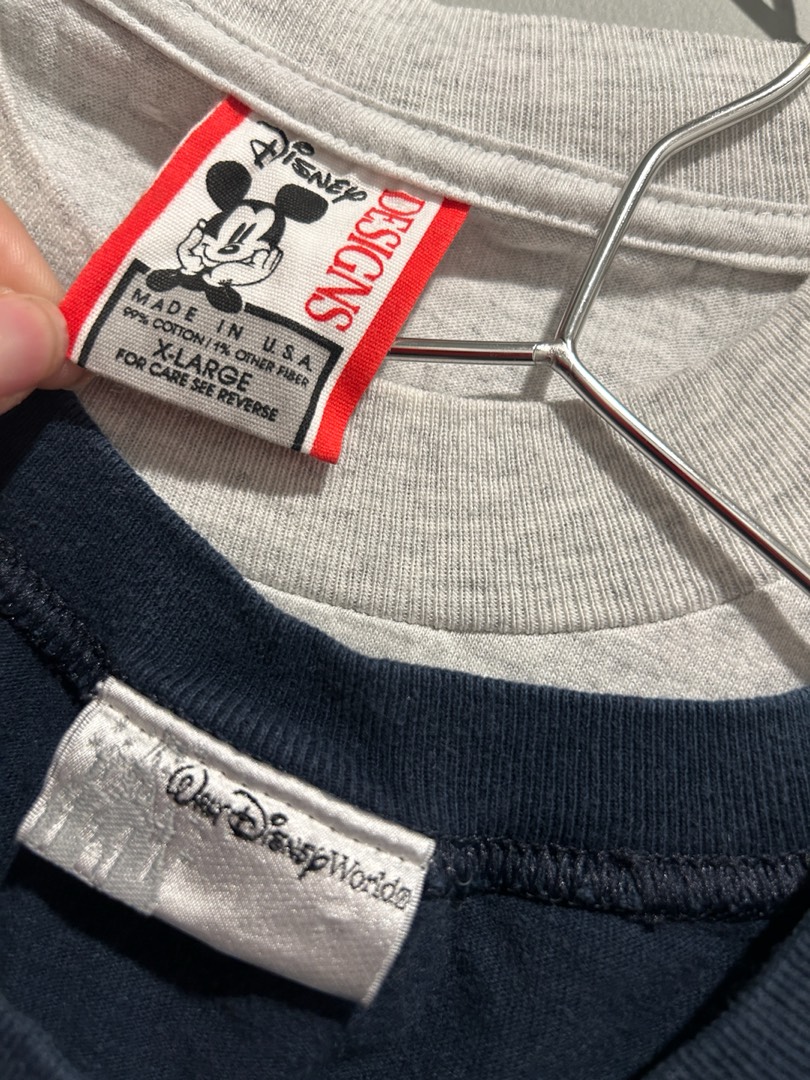 Disney
DESIGNS
MADE IN U.S.A.
99% COTTON / 1% OTHER FIBER
X-LARGE
FOR CARE SEE REVERSE
Walt Disney World®